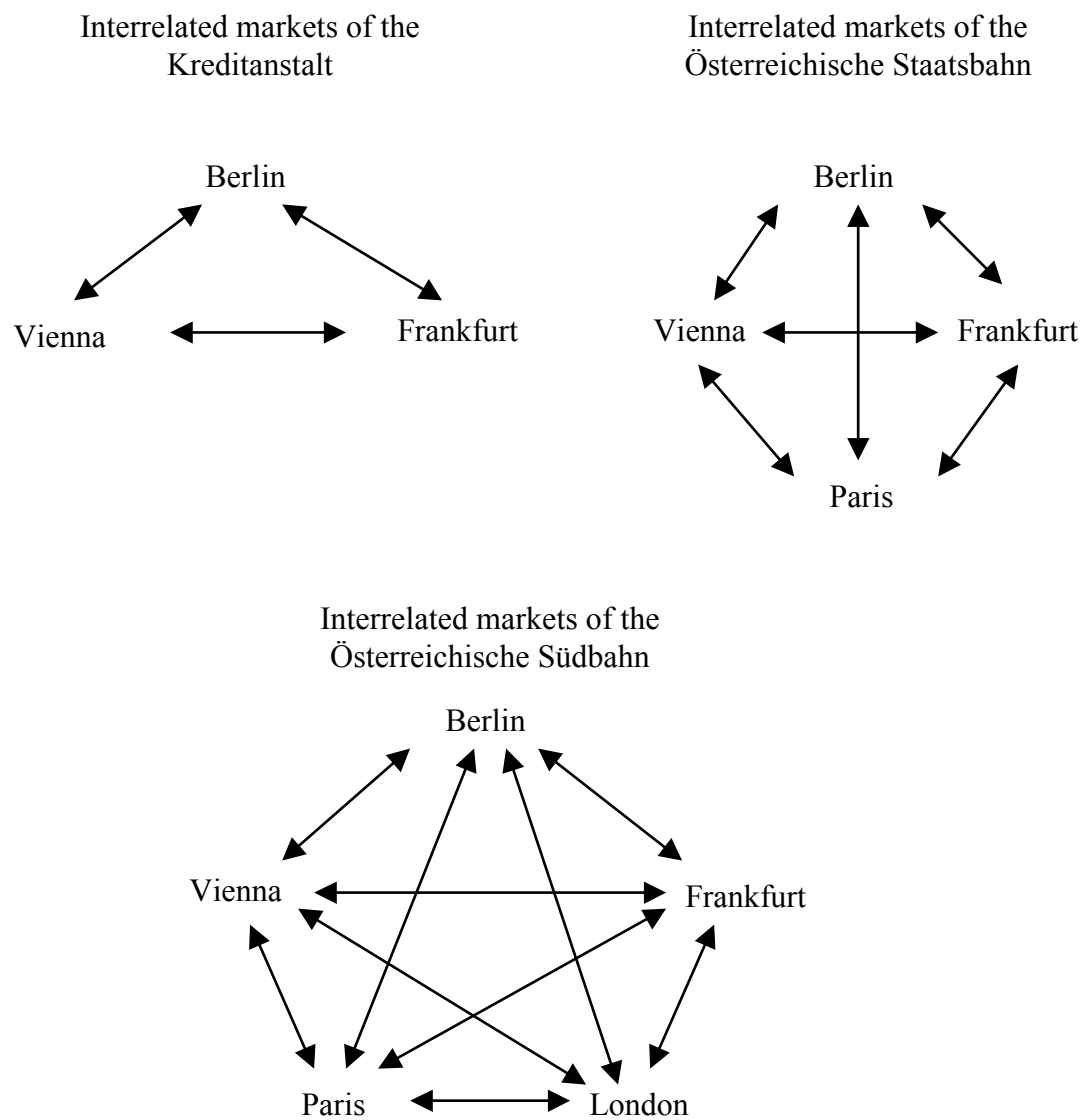 Interrelated markets of the
Kreditanstalt
Berlin
Vienna
Frankfurt
Interrelated markets of the
Österreichische Staatsbahn
Berlin
Vienna
Frankfurt
Paris
Interrelated markets of the
Österreichische Südbahn
Berlin
Vienna
Frankfurt
Paris
London